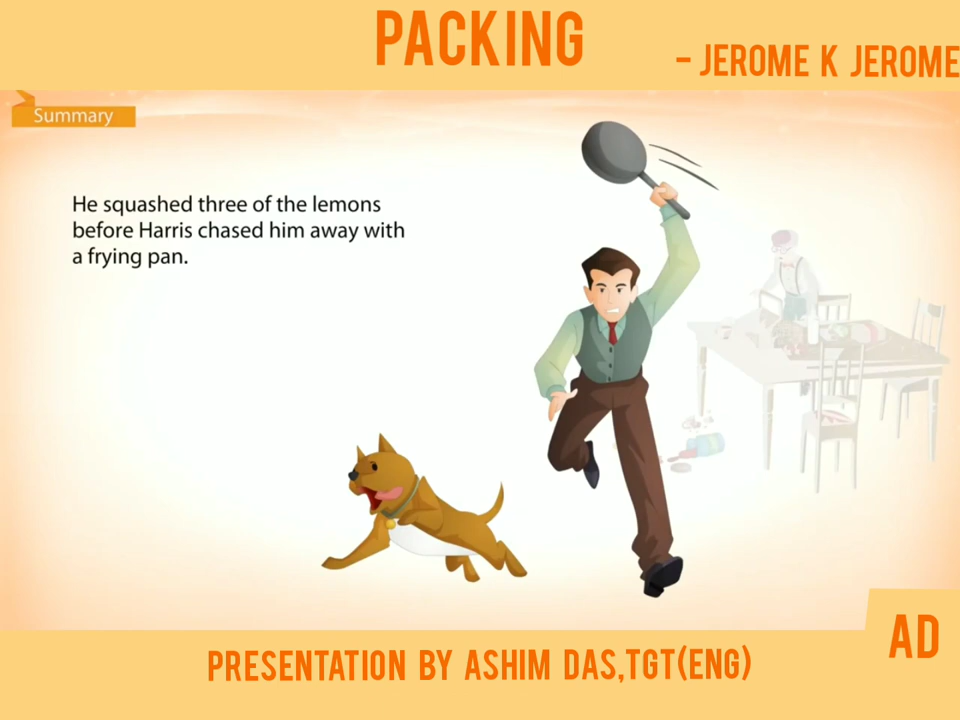 PACKING
- JEROME K JEROME
Summary
He squashed three of the lemons
before Harris chased him away with
a frying pan.
AD
PRESENTATION BY ASHIM DAS,TGT(ENG)